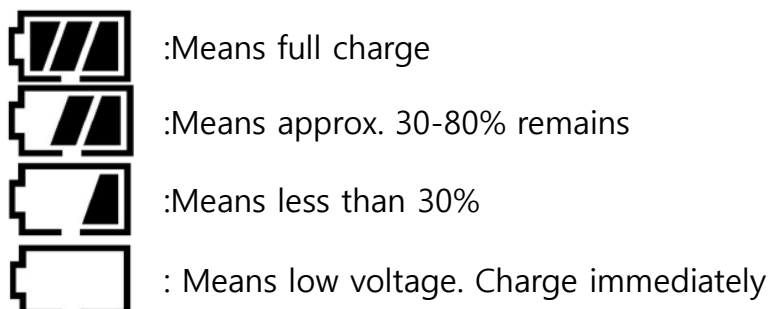 :Means full charge
:Means approx. 30-80% remains
:Means less than 30%
: Means low voltage. Charge immediately